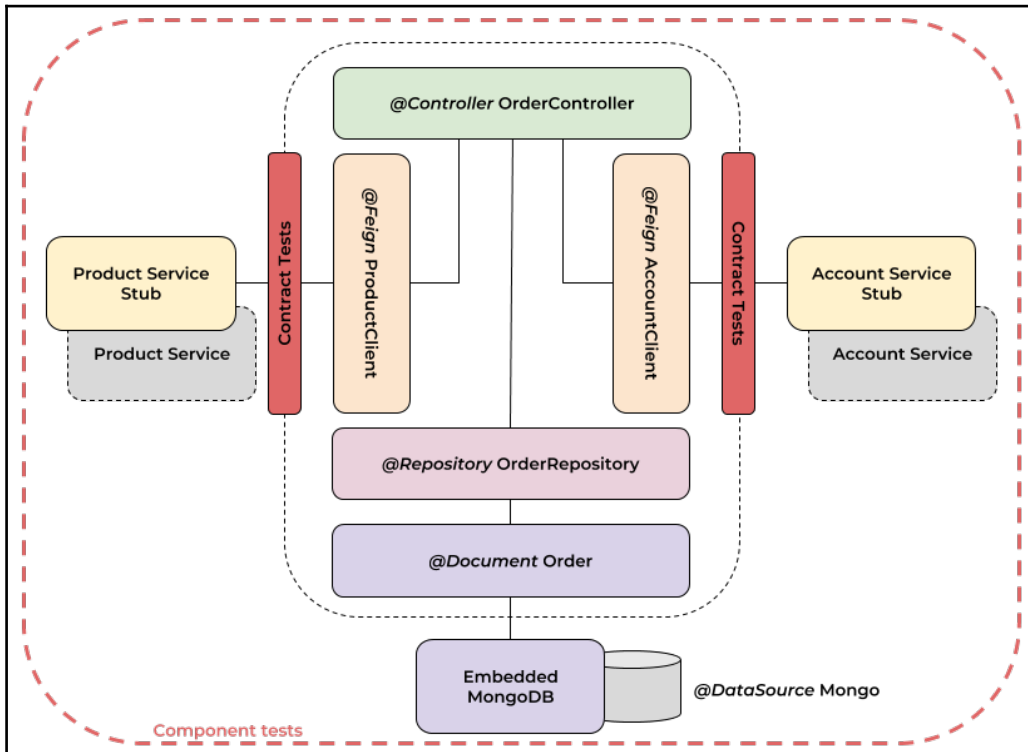 @Controller OrderController
Contract Tests
@Feign ProductClient
@Feign AccountClient
Contract Tests
Product Service
Stub
Product Service
Account Service
Stub
Account Service
@Repository OrderRepository
@Document Order
Embedded
MongoDB
@DataSource Mongo
Component tests